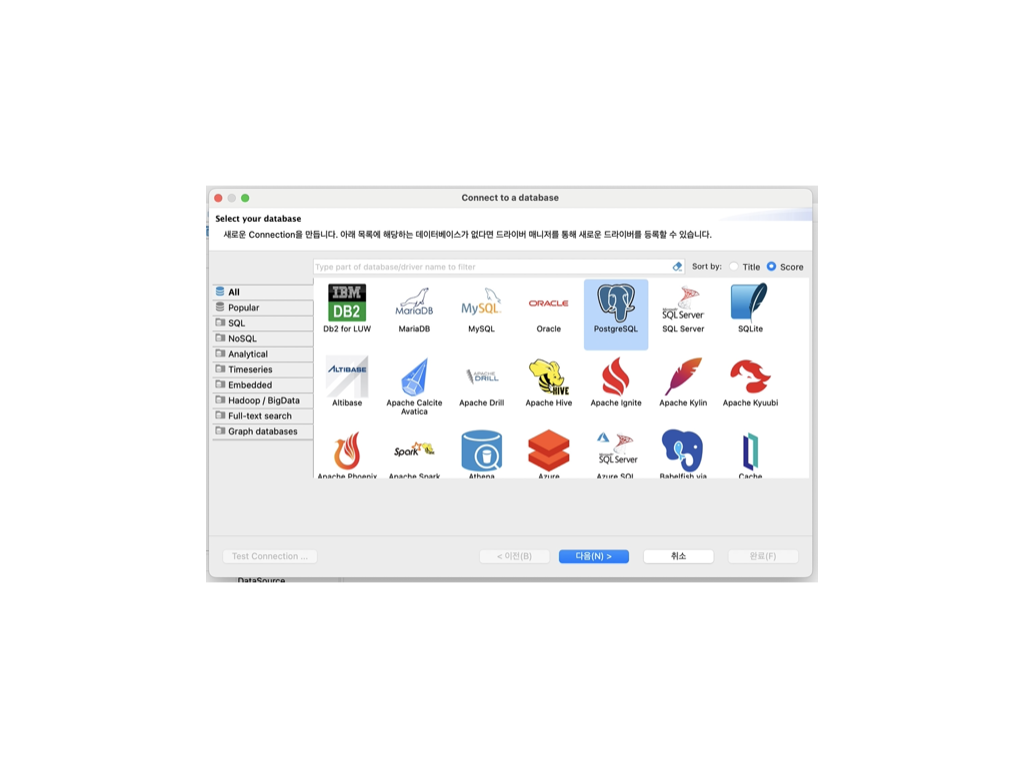 Connect to a database
Select your database
새로운 Connection을 만듭니다. 아래 목록에 해당하는 데이터베이스가 없다면 드라이버 매니저를 통해 새로운 드라이버를 등록할 수 있습니다.
Type part of database/driver name to filter
Sort by: Title Score
All
Popular
SQL
NoSQL
Analytical
Timeseries
Embedded
Hadoop / BigData
Full-text search
Graph databases
IBM
DB2
MariaDB
MySQL
ORACLE
SQL Server
Db2 for LUW MariaDB MySQL Oracle PostgreSQL SQL Server SQLite
ALTIBASE
APACHE
DRILL
HIVE
Altibase Apache Calcite Apache Drill Apache Hive Apache Ignite Apache Kylin Apache Kyuubi
Avatica
Spark
SQL Server
Apache Phoenix Apache Spark Athena Azure Azure SQL Babelfish via Cache
Test Connection ... < 이전(B) 다음(N) > 취소 완료(F)
DataSource